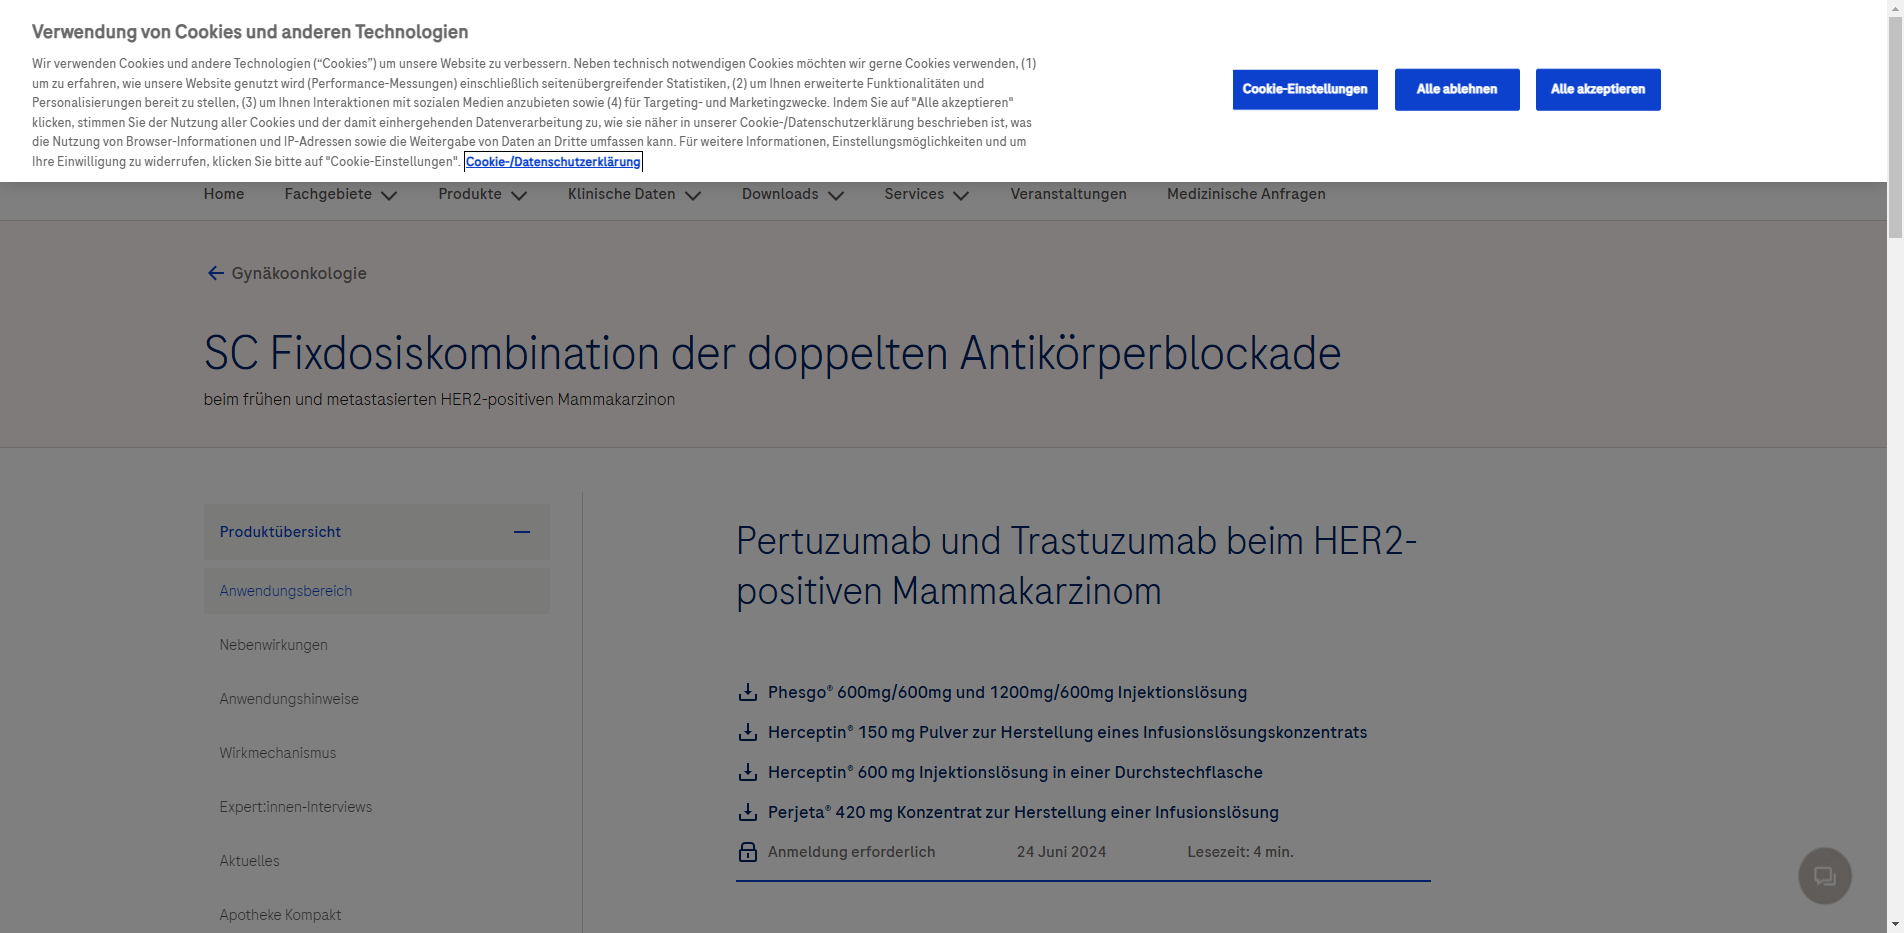 Verwendung von Cookies und anderen Technologien
Wir verwenden Cookies und andere Technologien (“Cookies”) um unsere Website zu verbessern. Neben technisch notwendigen Cookies möchten wir gerne Cookies verwenden, (1)
um zu erfahren, wie unsere Website genutzt wird (Performance-Messungen) einschließlich seitenübergreifender Statistiken, (2) um Ihnen erweiterte Funktionalitäten und
Personalisierungen bereit zu stellen, (3) um Ihnen Interaktionen mit sozialen Medien anzubieten sowie (4) für Targeting- und Marketingzwecke. Indem Sie auf "Alle akzeptieren"
klicken, stimmen Sie der Nutzung aller Cookies und der damit einhergehenden Datenverarbeitung zu, wie sie näher in unserer Cookie-/Datenschutzerklärung beschrieben ist, was
die Nutzung von Browser-Informationen und IP-Adressen sowie die Weitergabe von Daten an Dritte umfassen kann. Für weitere Informationen, Einstellungsmöglichkeiten und um
Ihre Einwilligung zu widerrufen, klicken Sie bitte auf "Cookie-Einstellungen". Cookie-/Datenschutzerklärung
Cookie-Einstellungen Alle ablehnen Alle akzeptieren
Home Fachgebiete Produkte Klinische Daten Downloads Services Veranstaltungen Medizinische Anfragen
Gynäkoonkologie
SC Fixdosiskombination der doppelten Antikörperblockade
beim frühen und metastasierten HER2-positiven Mammakarzinon
Produktübersicht
Anwendungsbereich
Nebenwirkungen
Anwendungshinweise
Wirkmechanismus
Expert:innen-Interviews
Aktuelles
Apotheke Kompakt
Pertuzumab und Trastuzumab beim HER2-
positiven Mammakarzinom
Phesgo® 600mg/600mg und 1200mg/600mg Injektionslösung
Herceptin® 150 mg Pulver zur Herstellung eines Infusionslösungskonzentrats
Herceptin® 600 mg Injektionslösung in einer Durchstechflasche
Perjeta® 420 mg Konzentrat zur Herstellung einer Infusionslösung
Anmeldung erforderlich 24 Juni 2024 Lesezeit: 4 min.